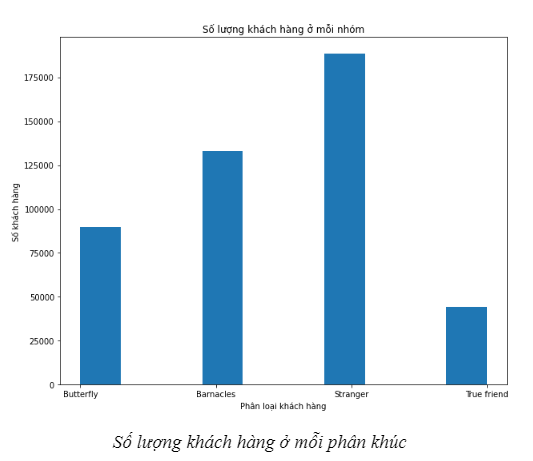 Số lượng khách hàng ở mỗi nhóm
175000
150000
125000
100000
75000
50000
25000
0
Số khách hàng
Butterfly Barnacles Stranger True friend
Phân loại khách hàng
Số lượng khách hàng ở mỗi phân khúc